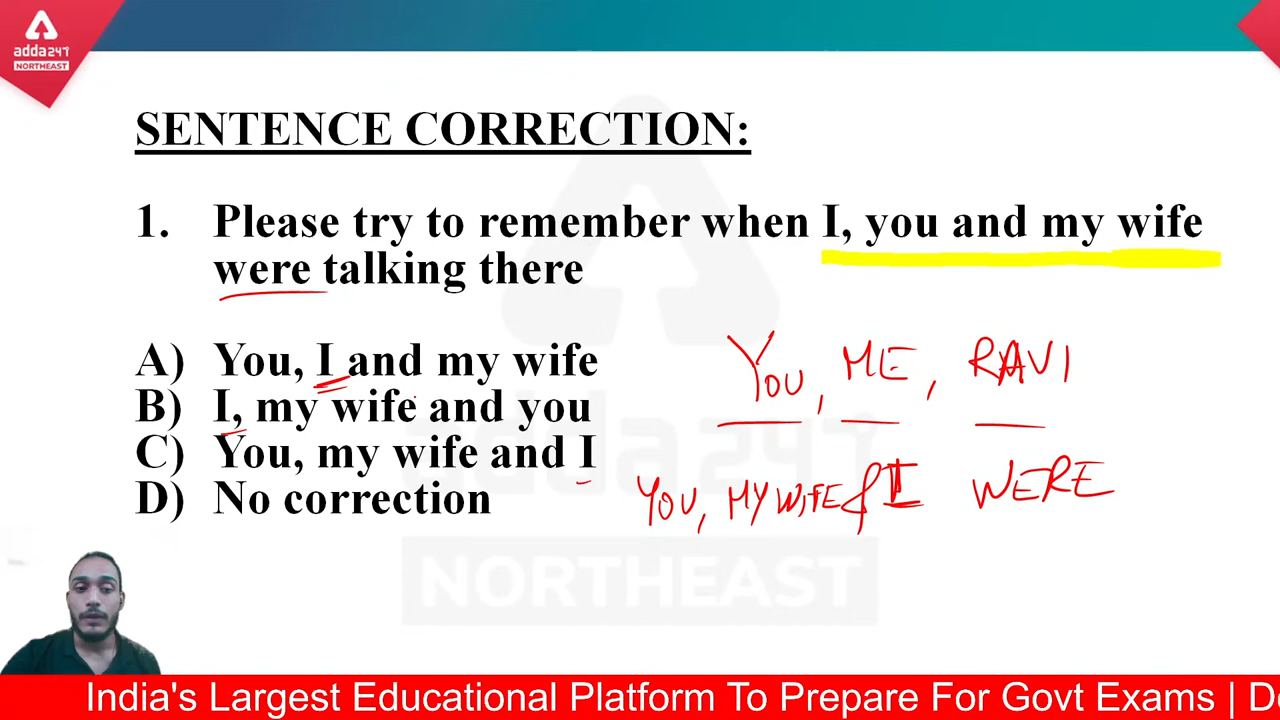 adda247
NORTHEAST
SENTENCE CORRECTION:
1. Please try to remember when I, you and my wife
were talking there
A) You, I and my wife
B) I, my wife and you
C) You, my wife and I
D) No correction
YOU, ME, RAVI
YOU, MY WIFE & I WERE
adda247
NORTHEAST
India's Largest Educational Platform To Prepare For Govt Exams | D